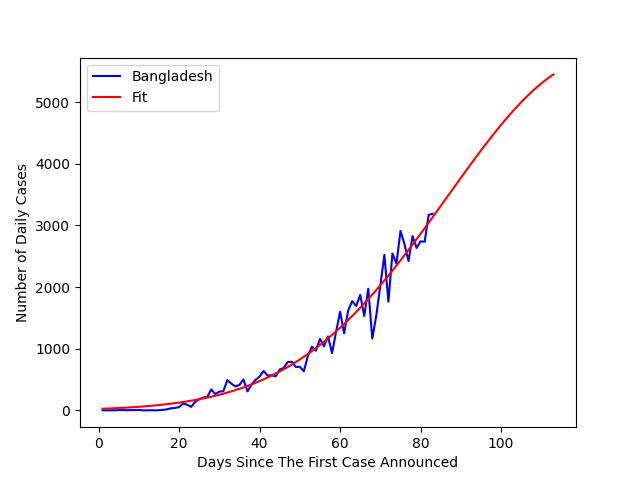 Bangladesh
Fit
5000
4000
3000
2000
1000
0
Number of Daily Cases
0 20 40 60 80 100
Days Since The First Case Announced